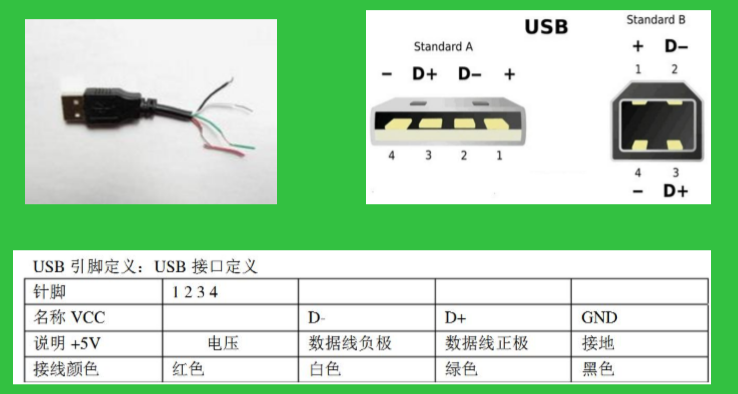 USB
Standard A
Standard B
− D+ D− +
4 3 2 1
+ D−
1 2
4 3
− D+
USB 引脚定义：USB 接口定义
针脚 1 2 3 4
名称 VCC D- D+ GND
说明 +5V 电压 数据线负极 数据线正极 接地
接线颜色 红色 白色 绿色 黑色